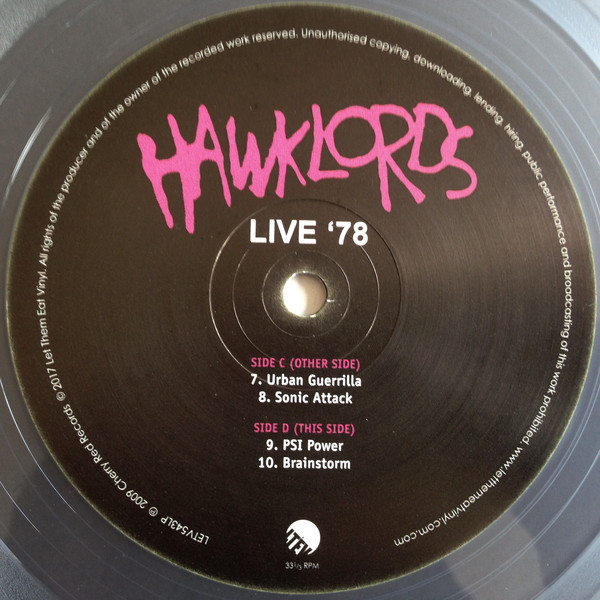 HAWKLORDS
LIVE ‘78
SIDE C (OTHER SIDE)
7. Urban Guerrilla
8. Sonic Attack
SIDE D (THIS SIDE)
9. PSI Power
10. Brainstorm
33⅓ RPM
LETV543LP ℗ 2009 Cherry Red Records © 2017 Let Them Eat Vinyl. All rights of the producer and of the owner of the recorded work reserved. Unauthorised copying, downloading, lending, hiring, public performance and broadcasting of this work prohibited. www.letthemeatvinyl.com.com